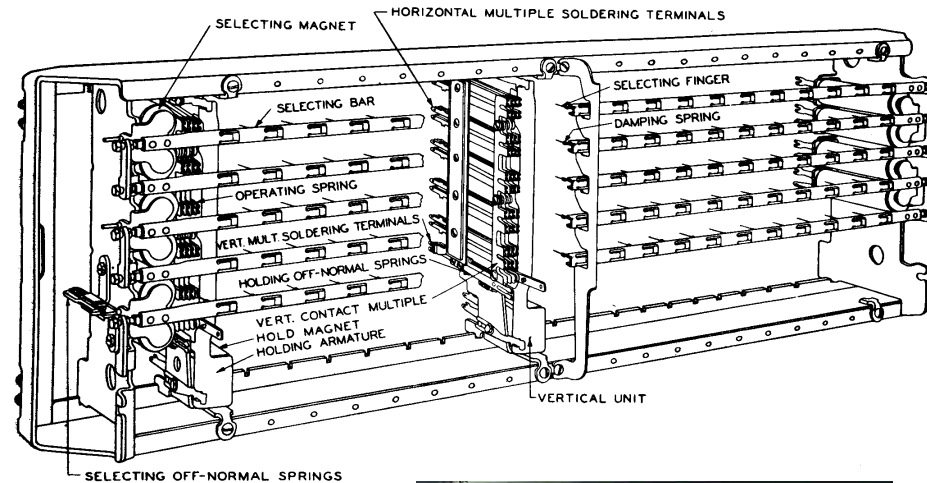 SELECTING MAGNET
HORIZONTAL MULTIPLE SOLDERING TERMINALS
SELECTING FINGER
SELECTING BAR
DAMPING SPRING
OPERATING SPRING
VERT. MULT. SOLDERING TERMINALS
HOLDING OFF-NORMAL SPRINGS
VERT. CONTACT MULTIPLE
HOLD MAGNET
HOLDING ARMATURE
VERTICAL UNIT
SELECTING OFF-NORMAL SPRINGS